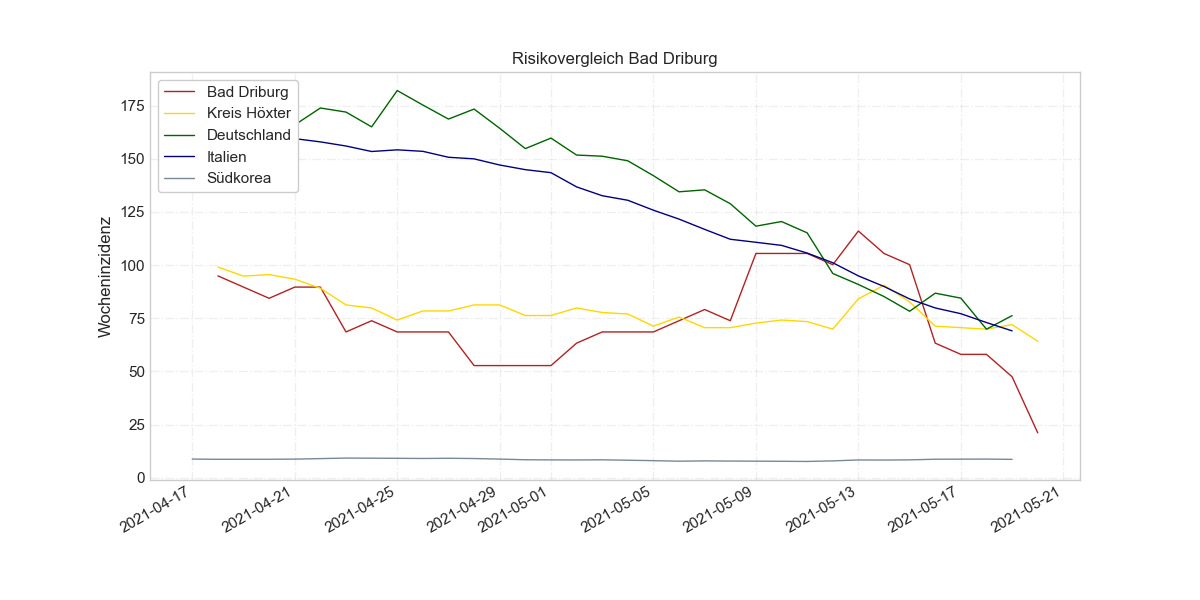 Risikovergleich Bad Driburg
Bad Driburg
Kreis Höxter
Deutschland
Italien
Südkorea
Wocheninzidenz
175
150
125
100
75
50
25
0
2021-04-17
2021-04-21
2021-04-25
2021-04-29
2021-05-01
2021-05-05
2021-05-09
2021-05-13
2021-05-17
2021-05-21